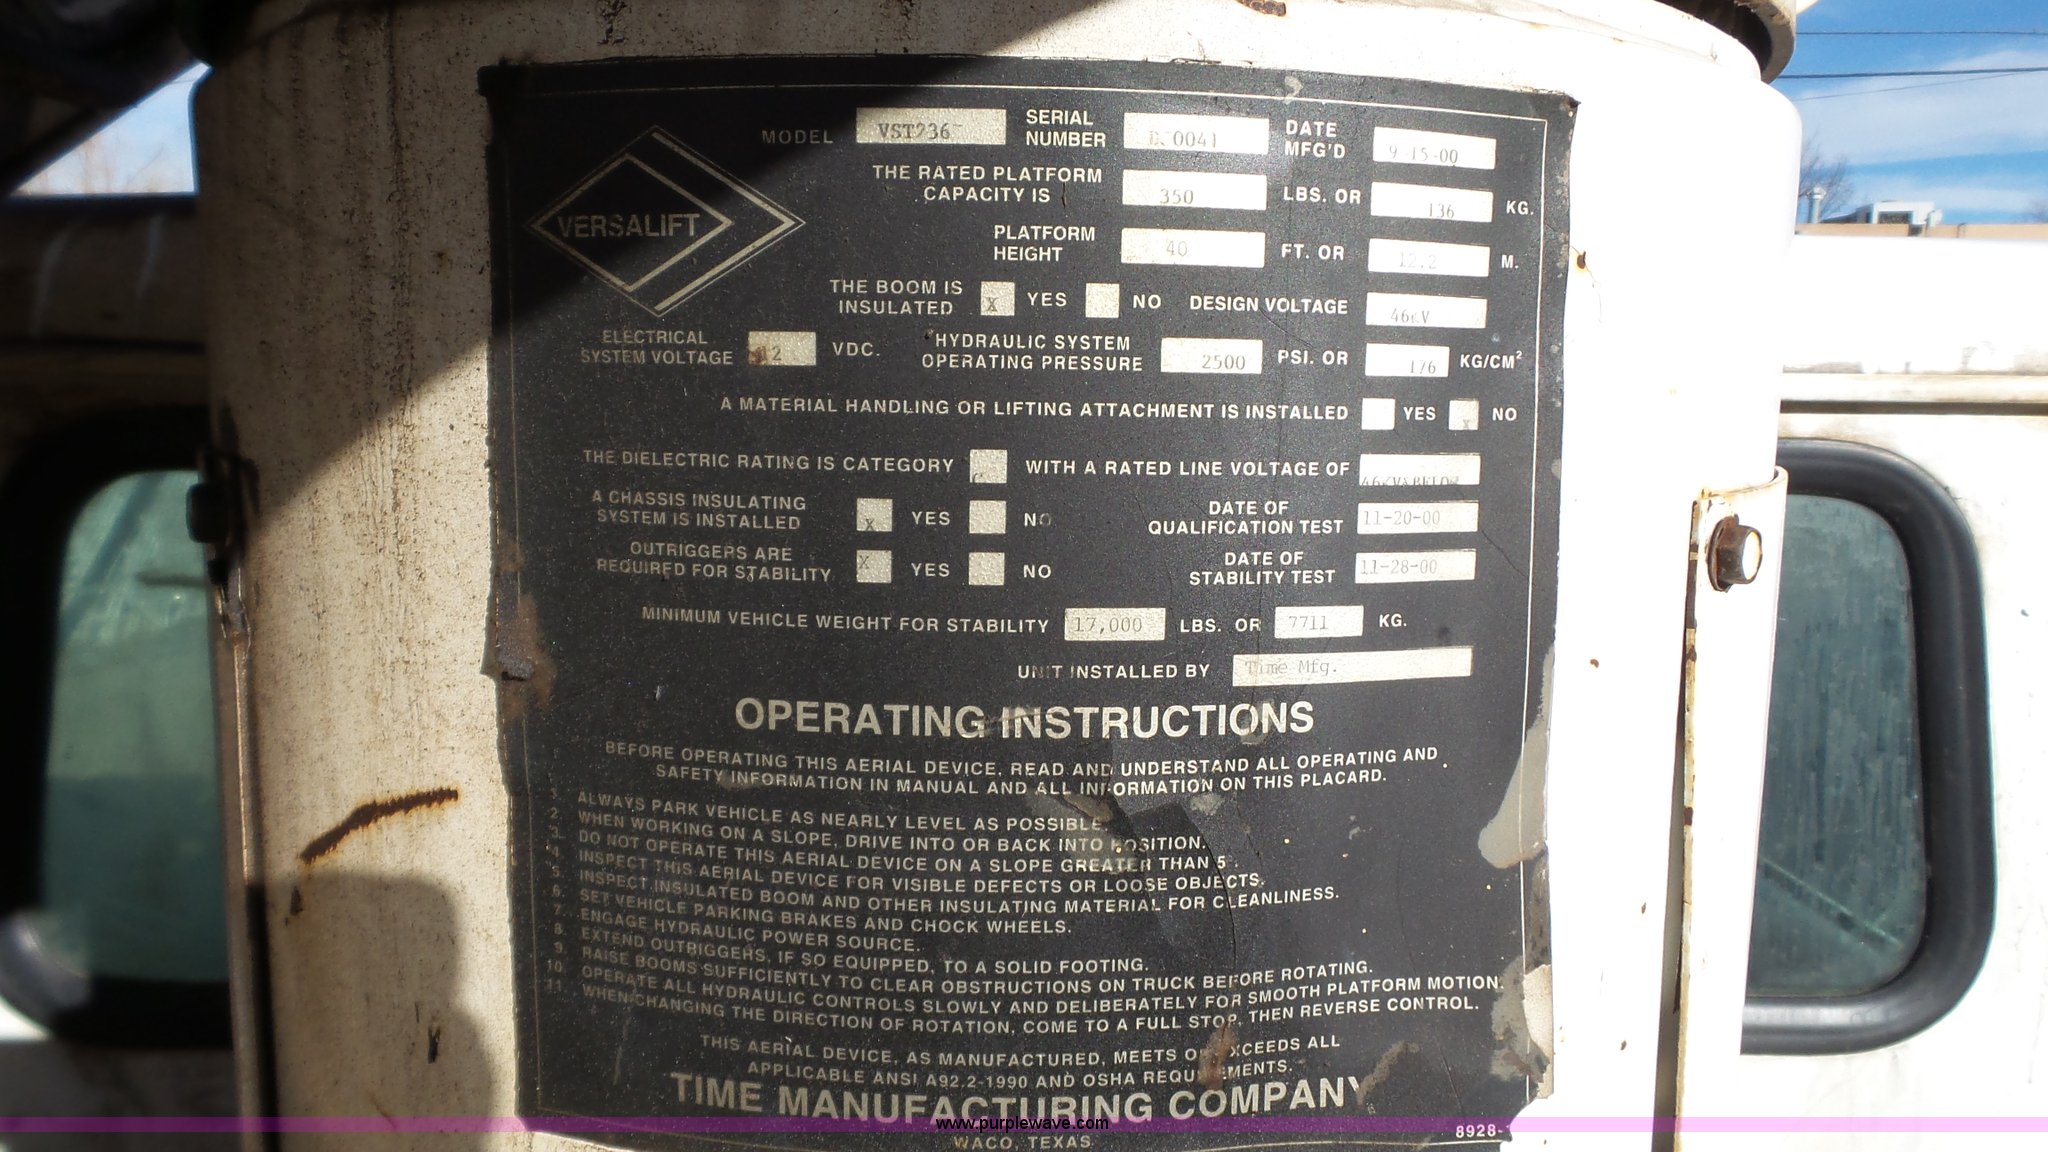 VERSALIFT
MODEL VST236 SERIAL NUMBER 0041 DATE MFG'D 9-15-00
THE RATED PLATFORM CAPACITY IS 350 LBS. OR 136 KG.
PLATFORM HEIGHT 40 FT. OR 12.2 M.
THE BOOM IS INSULATED X YES NO DESIGN VOLTAGE 46KV
ELECTRICAL SYSTEM VOLTAGE 12 VDC. HYDRAULIC SYSTEM OPERATING PRESSURE 2500 PSI. OR 176 KG/CM²
A MATERIAL HANDLING OR LIFTING ATTACHMENT IS INSTALLED YES X NO
THE DIELECTRIC RATING IS CATEGORY WITH A RATED LINE VOLTAGE OF 46KV&BELOW
A CHASSIS INSULATING SYSTEM IS INSTALLED X YES NO DATE OF QUALIFICATION TEST 11-20-00
OUTRIGGERS ARE REQUIRED FOR STABILITY X YES NO DATE OF STABILITY TEST 11-28-00
MINIMUM VEHICLE WEIGHT FOR STABILITY 17,000 LBS. OR 7711 KG.
UNIT INSTALLED BY Time Mfg.
OPERATING INSTRUCTIONS
BEFORE OPERATING THIS AERIAL DEVICE, READ AND UNDERSTAND ALL OPERATING AND
SAFETY INFORMATION IN MANUAL AND ALL INFORMATION ON THIS PLACARD.
1. ALWAYS PARK VEHICLE AS NEARLY LEVEL AS POSSIBLE.
2. WHEN WORKING ON A SLOPE, DRIVE INTO OR BACK INTO POSITION.
3. DO NOT OPERATE THIS AERIAL DEVICE ON A SLOPE GREATER THAN 5°.
4. INSPECT THIS AERIAL DEVICE FOR VISIBLE DEFECTS OR LOOSE OBJECTS.
5. INSPECT INSULATED BOOM AND OTHER INSULATING MATERIAL FOR CLEANLINESS.
6. SET VEHICLE PARKING BRAKES AND CHOCK WHEELS.
7. ENGAGE HYDRAULIC POWER SOURCE.
8. EXTEND OUTRIGGERS, IF SO EQUIPPED, TO A SOLID FOOTING.
9. RAISE BOOMS SUFFICIENTLY TO CLEAR OBSTRUCTIONS ON TRUCK BEFORE ROTATING.
10. OPERATE ALL HYDRAULIC CONTROLS SLOWLY AND DELIBERATELY FOR SMOOTH PLATFORM MOTION.
11. WHEN CHANGING THE DIRECTION OF ROTATION, COME TO A FULL STOP, THEN REVERSE CONTROL.
THIS AERIAL DEVICE, AS MANUFACTURED, MEETS OR EXCEEDS ALL
APPLICABLE ANSI A92.2-1990 AND OSHA REQUIREMENTS.
TIME MANUFACTURING COMPANY
WACO, TEXAS
8928-
www.purplewave.com